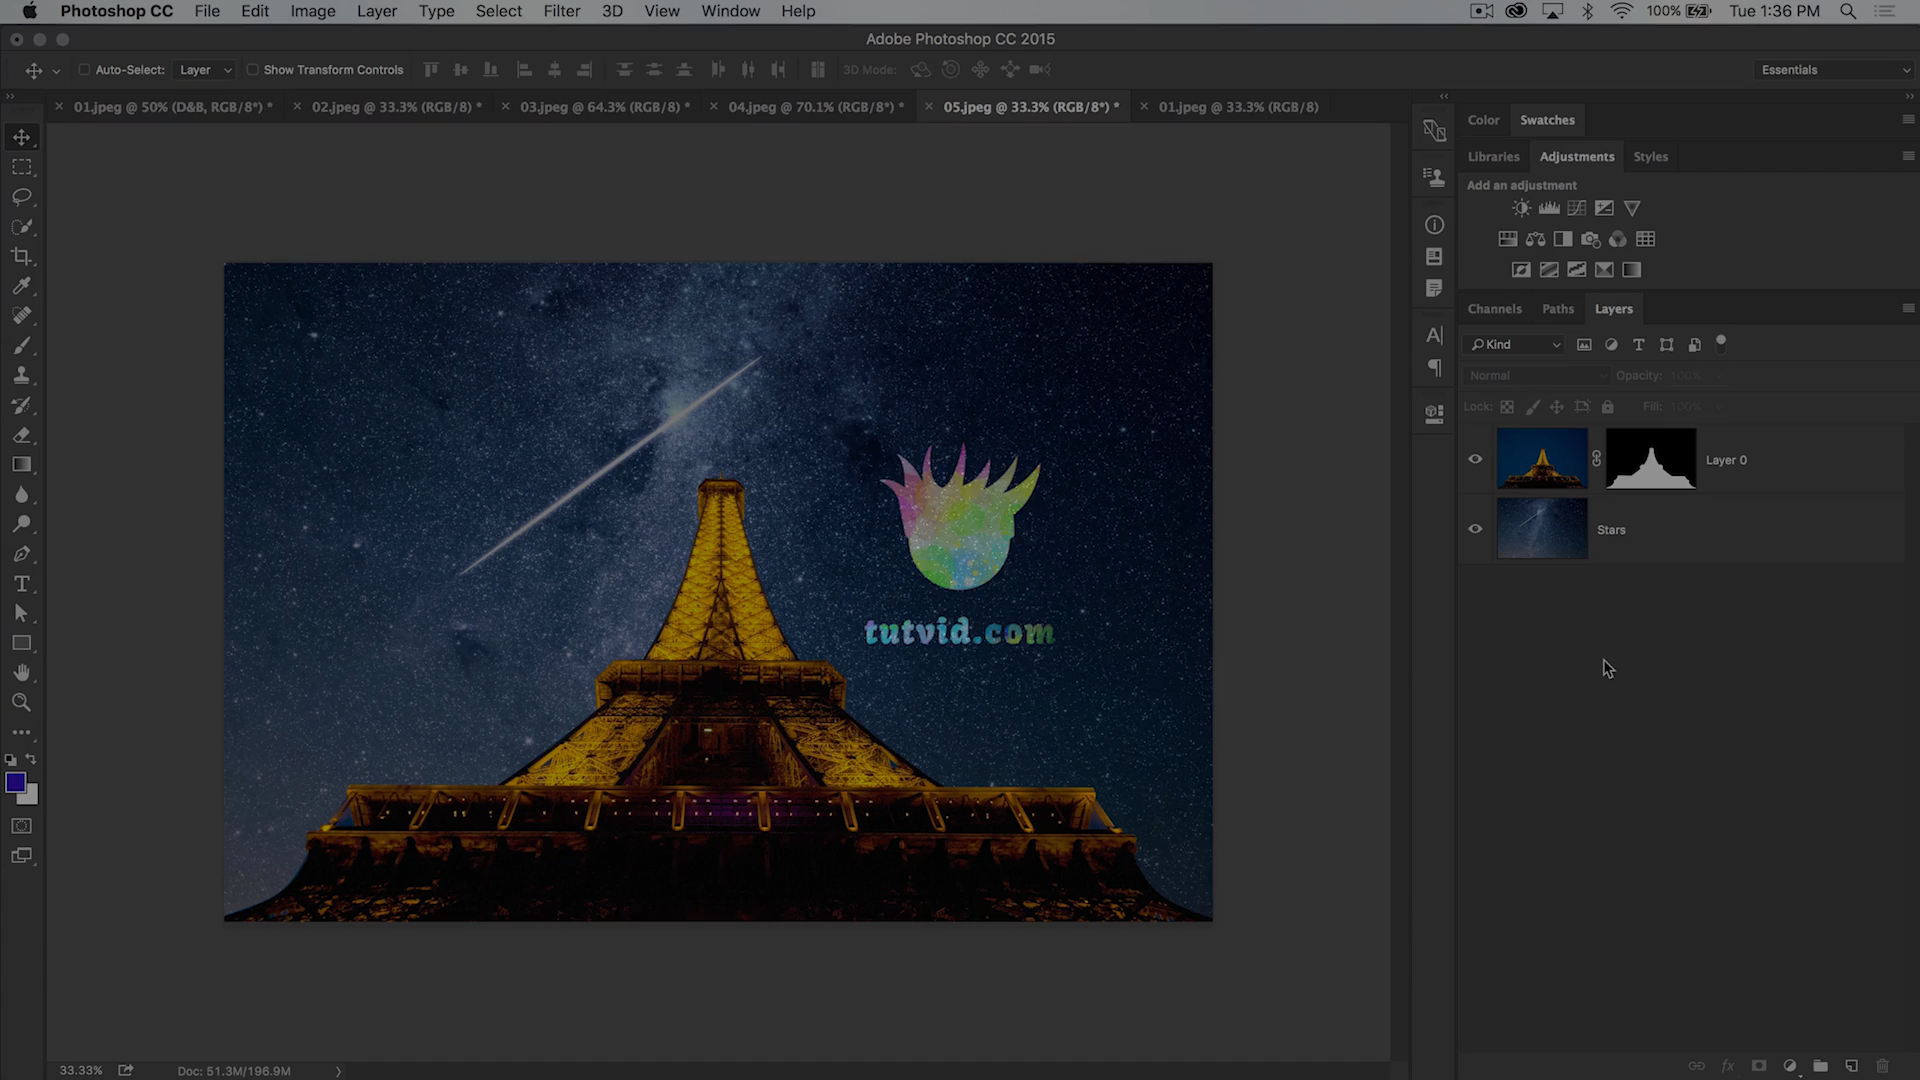 Photoshop CC File Edit Image Layer Type Select Filter 3D View Window Help 100% Tue 1:36 PM
Adobe Photoshop CC 2015
Auto-Select: Layer Show Transform Controls 3D Mode: Essentials
01.jpeg @ 50% (D&B, RGB/8*) * 02.jpeg @ 33.3% (RGB/8) * 03.jpeg @ 64.3% (RGB/8) * 04.jpeg @ 70.1% (RGB/8*) * 05.jpeg @ 33.3% (RGB/8*) * 01.jpeg @ 33.3% (RGB/8)
Color Swatches
Libraries Adjustments Styles
Add an adjustment
Channels Paths Layers
Kind
Normal Opacity: 100%
Lock: Fill: 100%
Layer 0
Stars
tutvid.com
33.33% Doc: 51.3M/196.9M